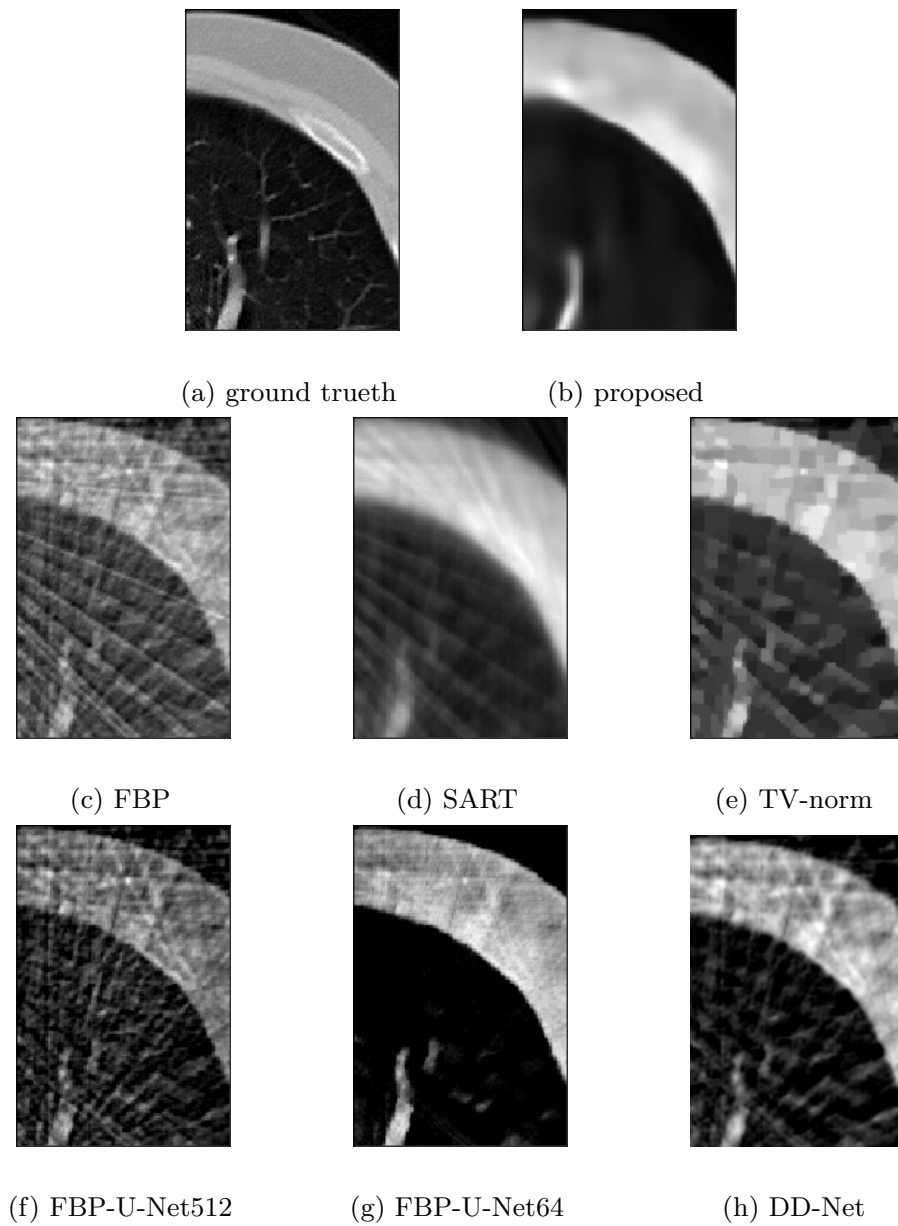 (a) ground trueth
(b) proposed
(c) FBP
(d) SART
(e) TV-norm
(f) FBP-U-Net512
(g) FBP-U-Net64
(h) DD-Net